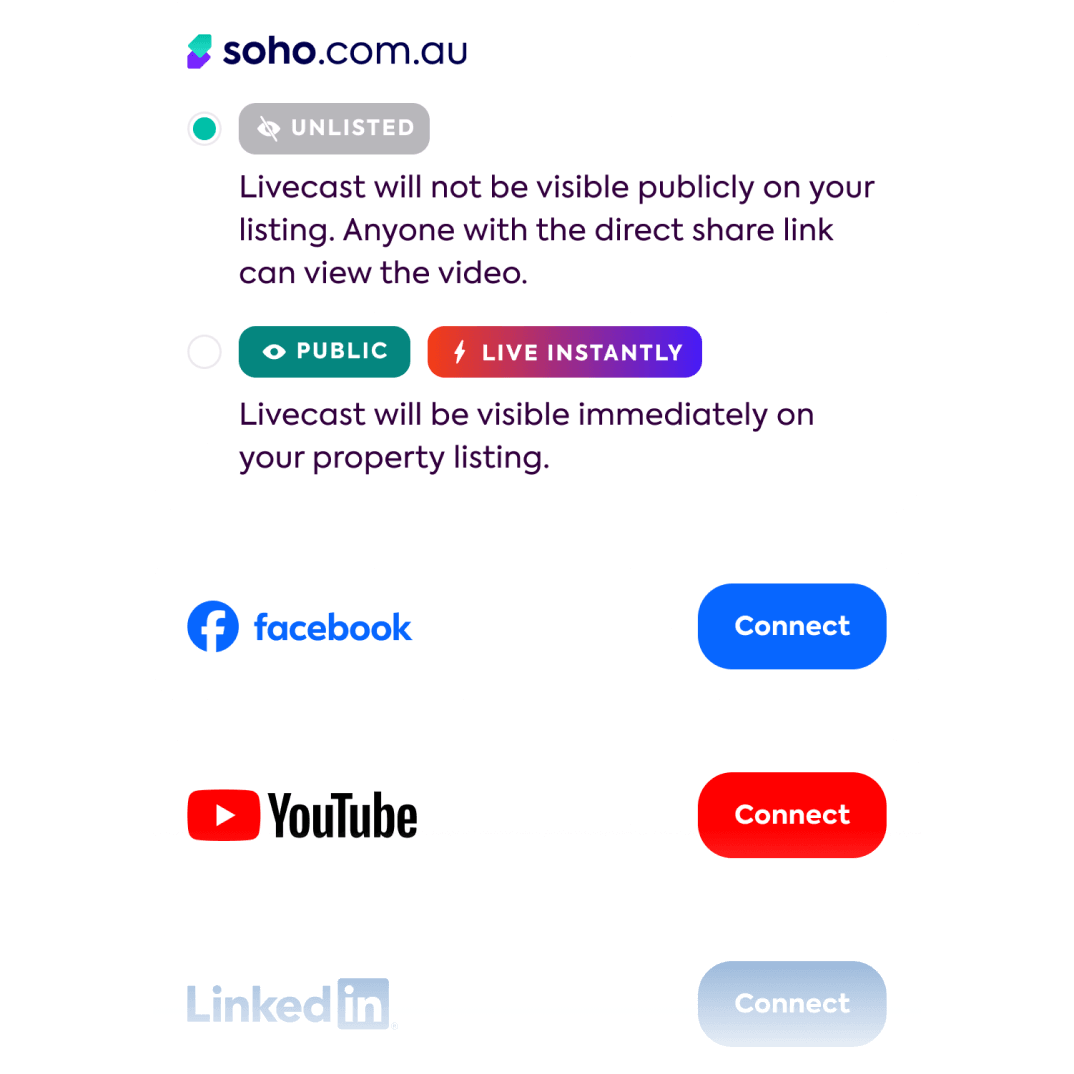 soho.com.au
UNLISTED
Livecast will not be visible publicly on your
listing. Anyone with the direct share link
can view the video.
PUBLIC LIVE INSTANTLY
Livecast will be visible immediately on
your property listing.
facebook Connect
YouTube Connect
Linked in Connect